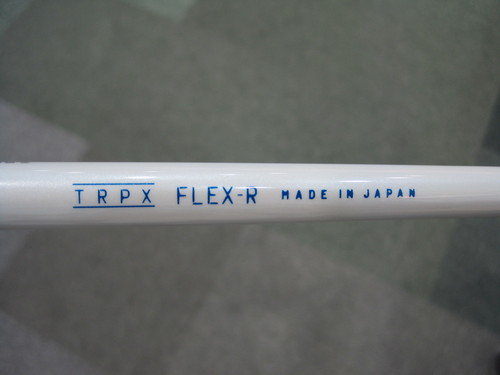 TRPX FLEX-R MADE IN JAPAN